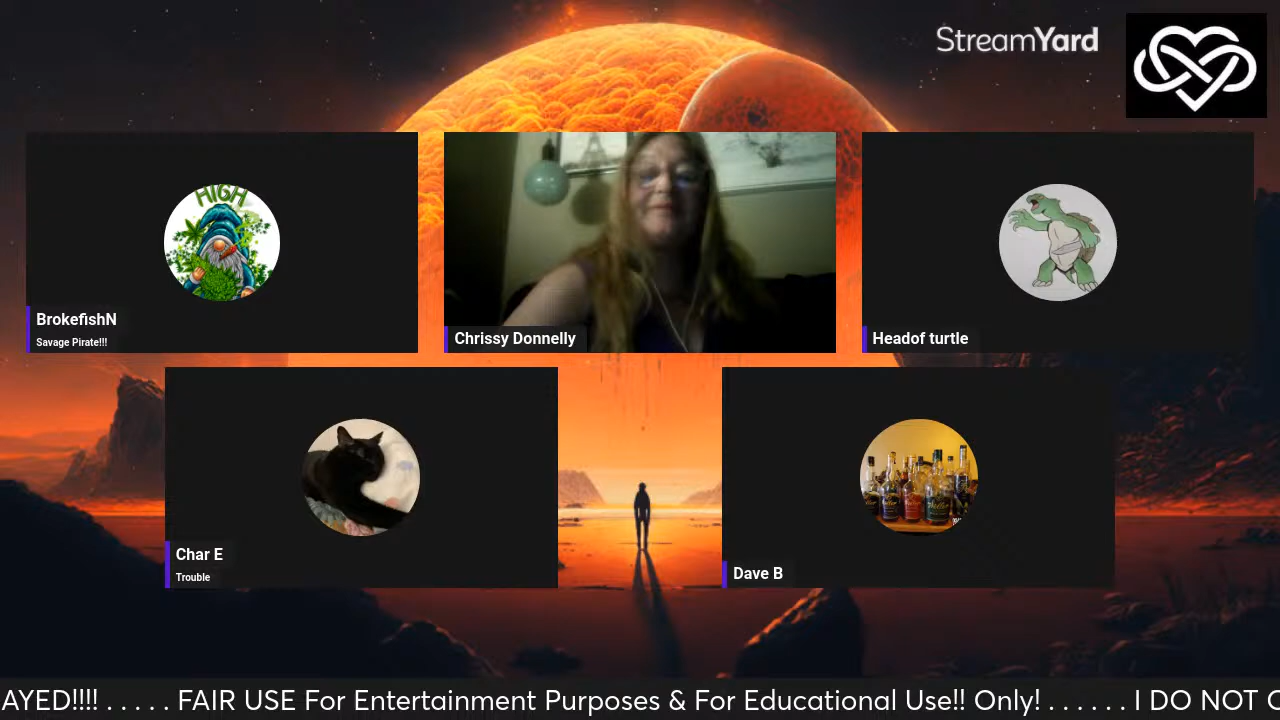 StreamYard
HIGH
BrokefishN
Savage Pirate!!!
Chrissy Donnelly
Headof turtle
Char E
Trouble
Dave B
AYED!!!! . . . . . FAIR USE For Entertainment Purposes & For Educational Use!! Only! . . . . . . I DO NOT